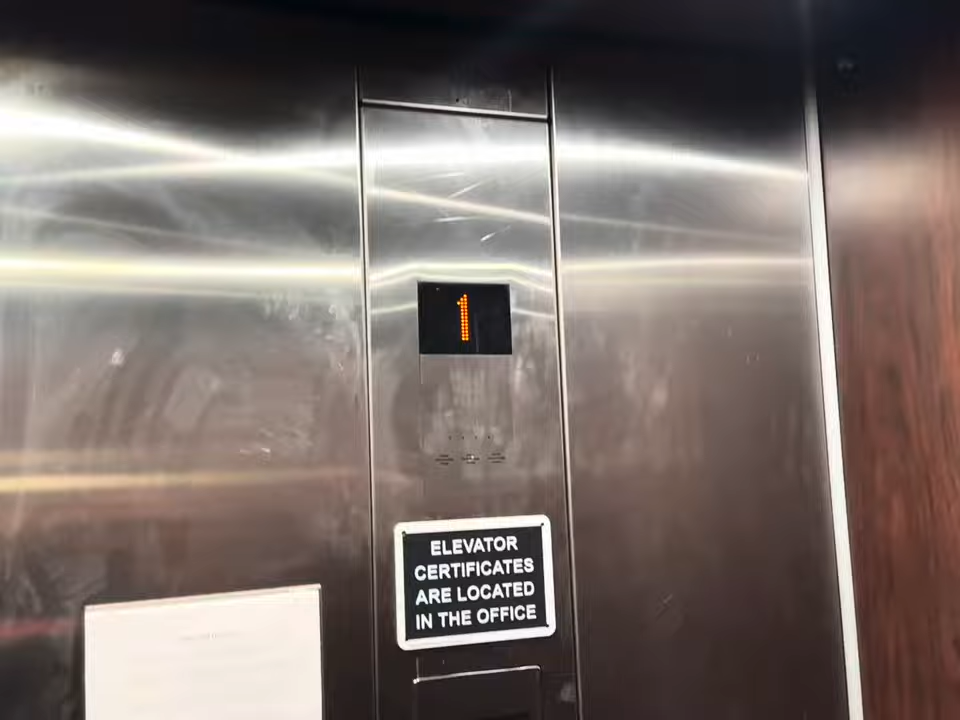 1
ELEVATOR
CERTIFICATES
ARE LOCATED
IN THE OFFICE